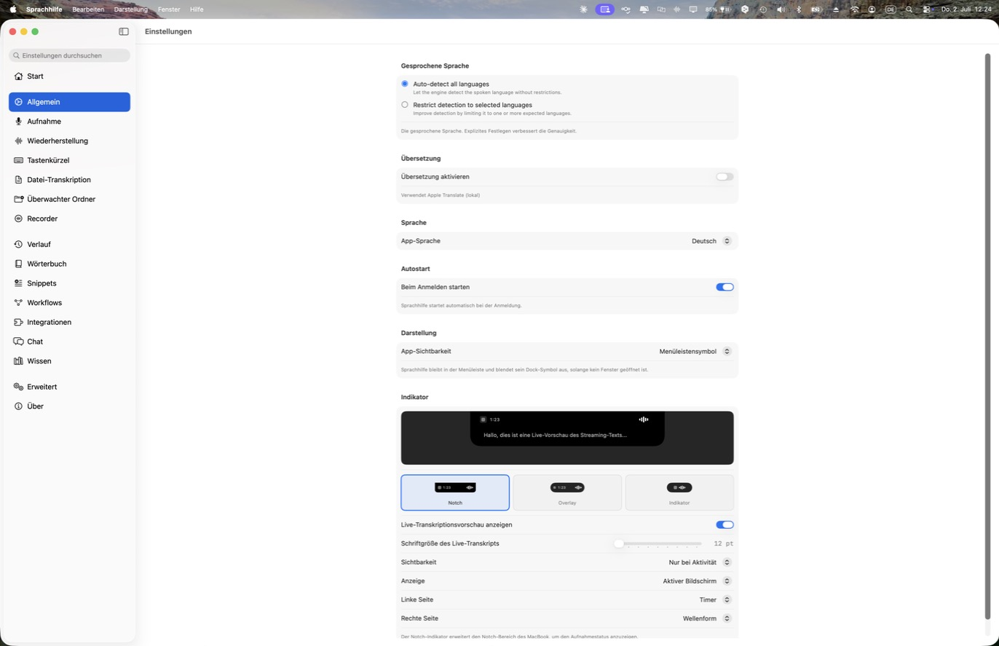 Sprachhilfe Bearbeiten Darstellung Fenster Hilfe
85% DE Do. 2. Juli 12:24
Einstellungen
Einstellungen durchsuchen
Start
Allgemein
Aufnahme
Wiederherstellung
Tastenkürzel
Datei-Transkription
Überwachter Ordner
Recorder
Verlauf
Wörterbuch
Snippets
Workflows
Integrationen
Chat
Wissen
Erweitert
Über
Gesprochene Sprache
Auto-detect all languages
Let the engine detect the spoken language without restrictions.
Restrict detection to selected languages
Improve detection by limiting it to one or more expected languages.
Die gesprochene Sprache. Explizites Festlegen verbessert die Genauigkeit.
Übersetzung
Übersetzung aktivieren
Verwendet Apple Translate (lokal)
Sprache
App-Sprache Deutsch
Autostart
Beim Anmelden starten
Sprachhilfe startet automatisch bei der Anmeldung.
Darstellung
App-Sichtbarkeit Menüleistensymbol
Sprachhilfe bleibt in der Menüleiste und blendet sein Dock-Symbol aus, solange kein Fenster geöffnet ist.
Indikator
1:23
Hallo, dies ist eine Live-Vorschau des Streaming-Texts...
1:23 1:23
Notch Overlay Indikator
Live-Transkriptionsvorschau anzeigen
Schriftgröße des Live-Transkripts 12 pt
Sichtbarkeit Nur bei Aktivität
Anzeige Aktiver Bildschirm
Linke Seite Timer
Rechte Seite Wellenform
Der Notch-Indikator erweitert den Notch-Bereich des MacBook, um den Aufnahmestatus anzuzeigen.